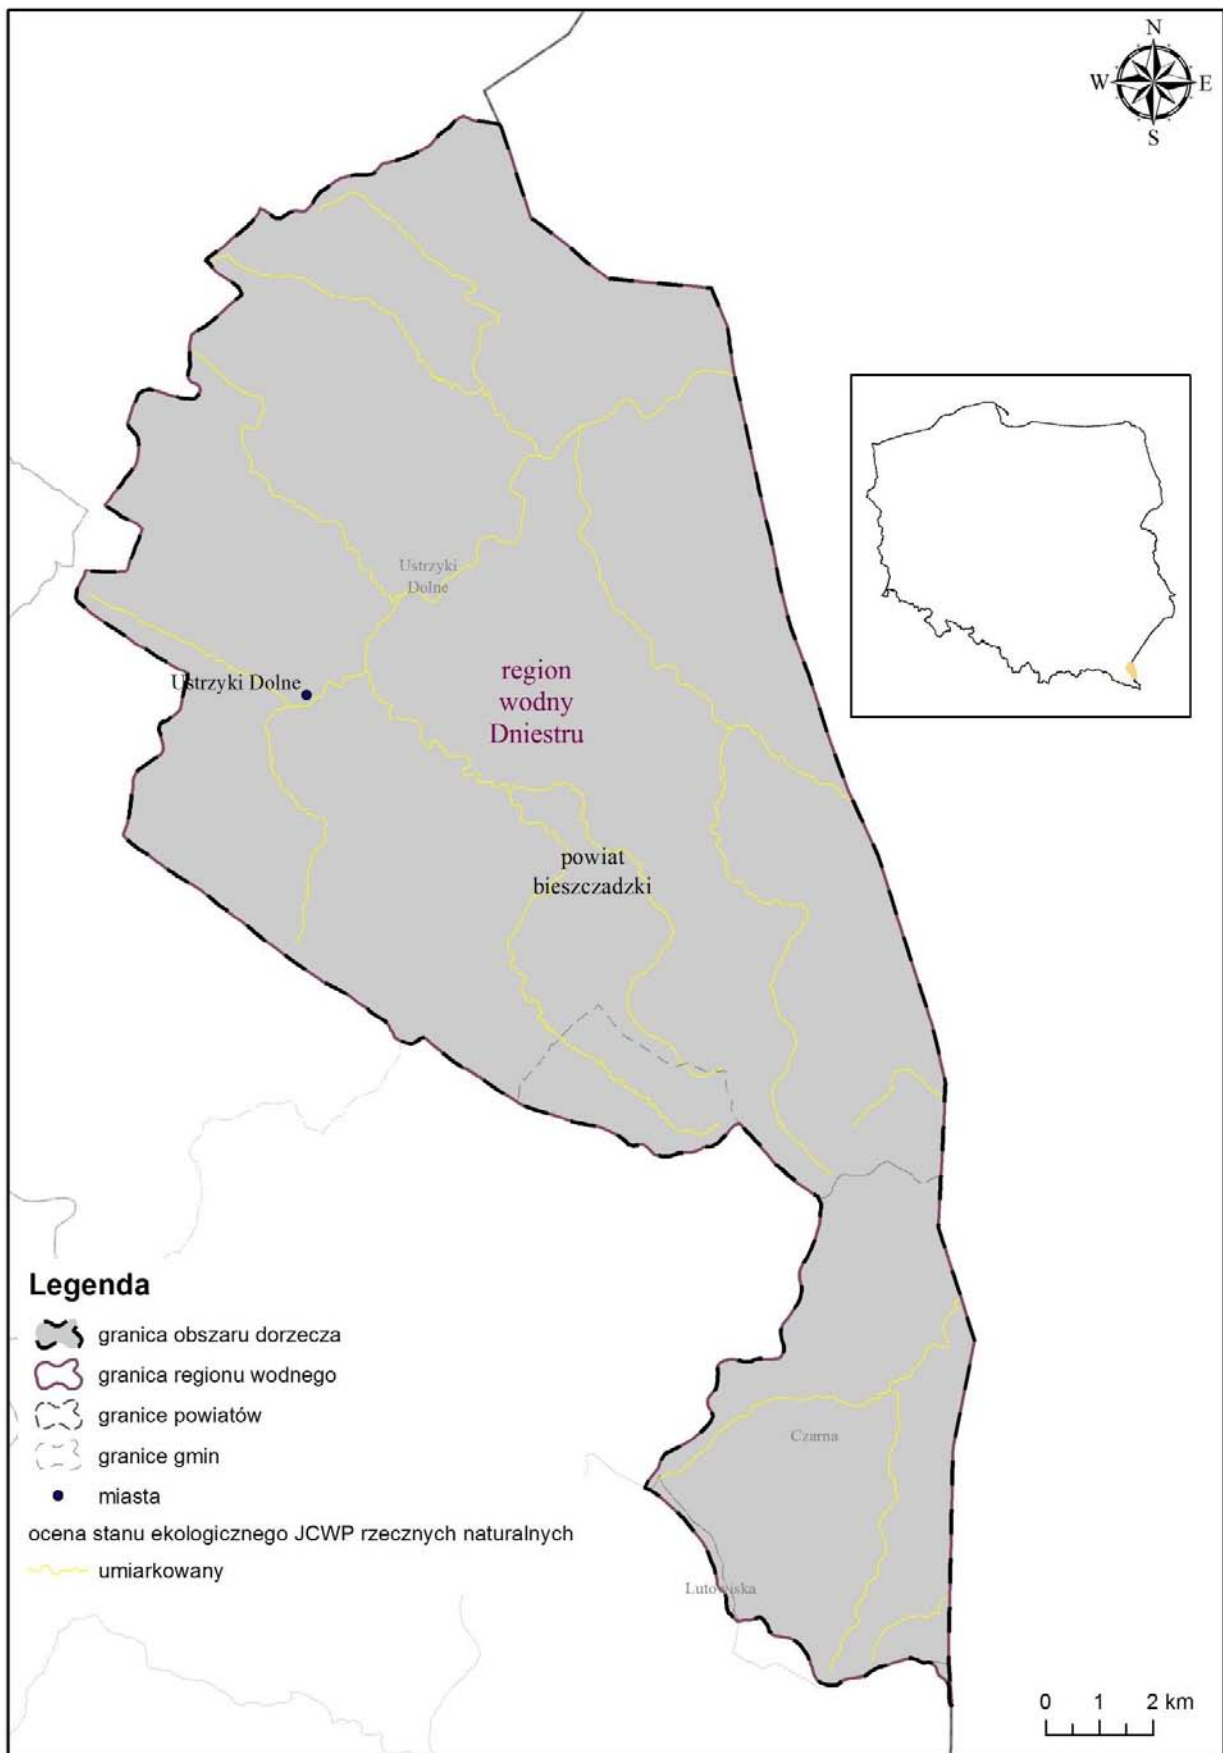 N
W
E
S
Ustrzyki
Dolne
Ustrzyki Dolne
region
wodny
Dniestru
powiat
bieszczadzki
Czarna
Lutowiska
Legenda
granica obszaru dorzecza
granica regionu wodnego
granice powiatów
granice gmin
miasta
ocena stanu ekologicznego JCWP rzecznych naturalnych
umiarkowany
0 1 2 km